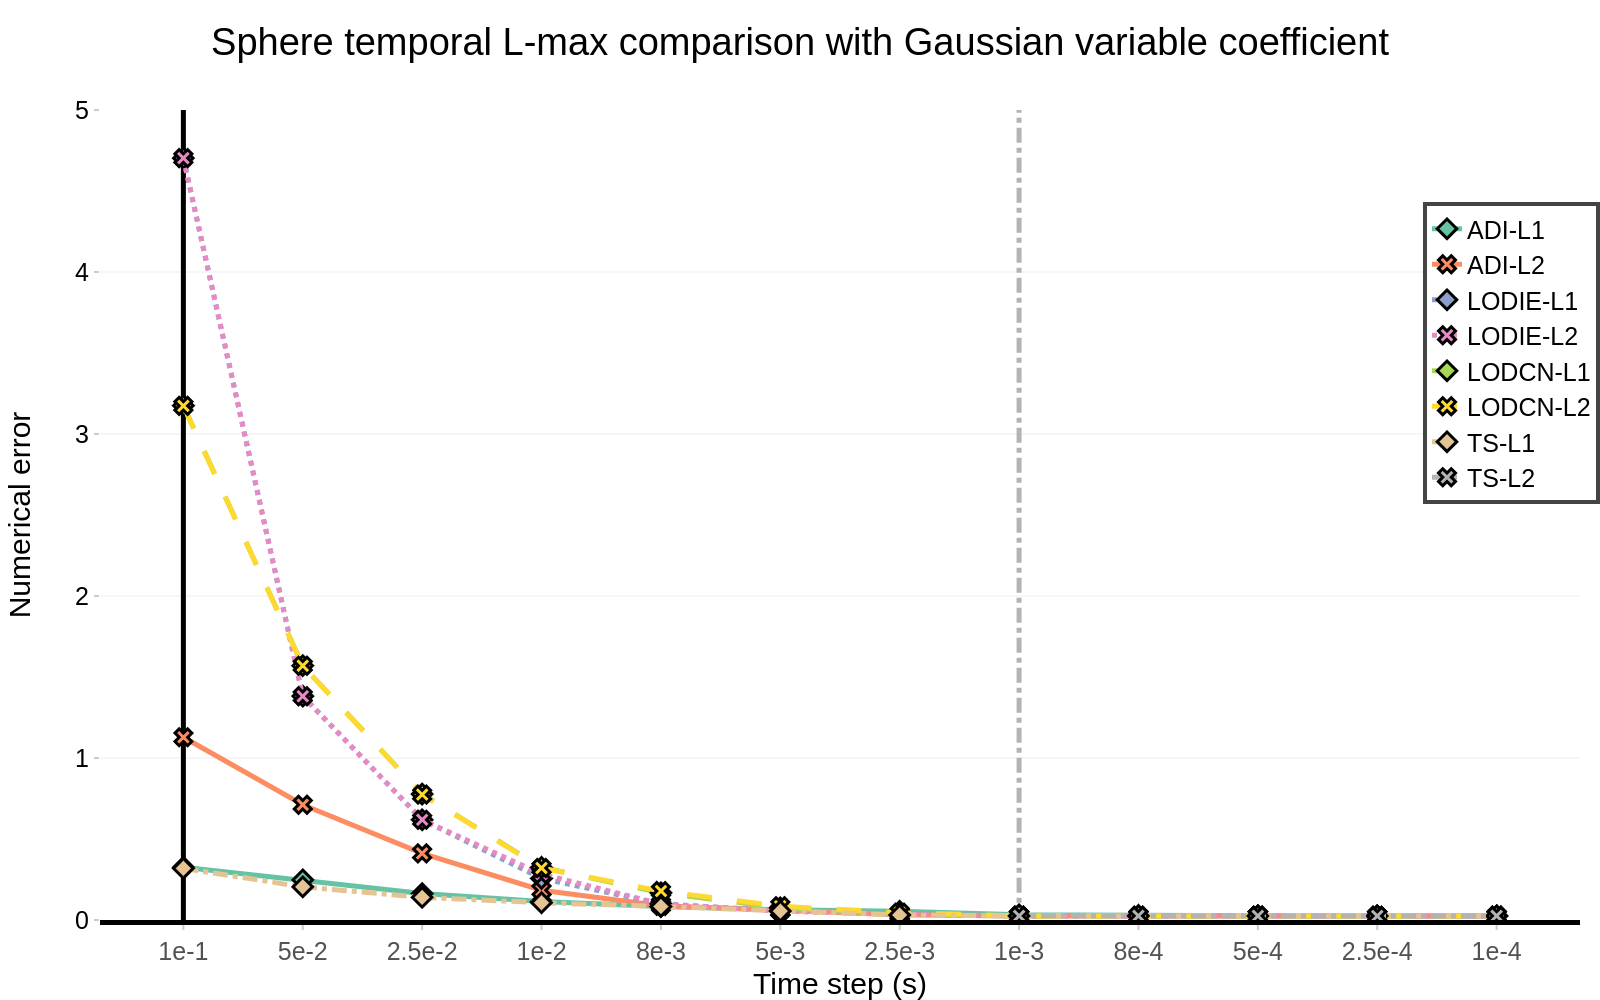 Sphere temporal L-max comparison with Gaussian variable coefficient
5
4
3
2
1
0
Numerical error
ADI-L1
ADI-L2
LODIE-L1
LODIE-L2
LODCN-L1
LODCN-L2
TS-L1
TS-L2
1e-1 5e-2 2.5e-2 1e-2 8e-3 5e-3 2.5e-3 1e-3 8e-4 5e-4 2.5e-4 1e-4
Time step (s)